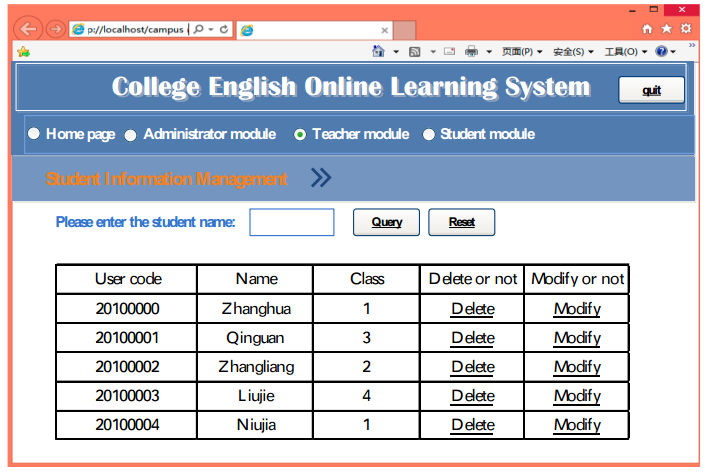 p://localhost/campus
页面(P) 安全(S) 工具(O)
College English Online Learning System
quit
Home page Administrator module Teacher module Student module
Student Information Management
Please enter the student name: Query Reset
User code Name Class Delete or not Modify or not
20100000 Zhanghua 1 Delete Modify
20100001 Qinguan 3 Delete Modify
20100002 Zhangliang 2 Delete Modify
20100003 Liujie 4 Delete Modify
20100004 Niujia 1 Delete Modify